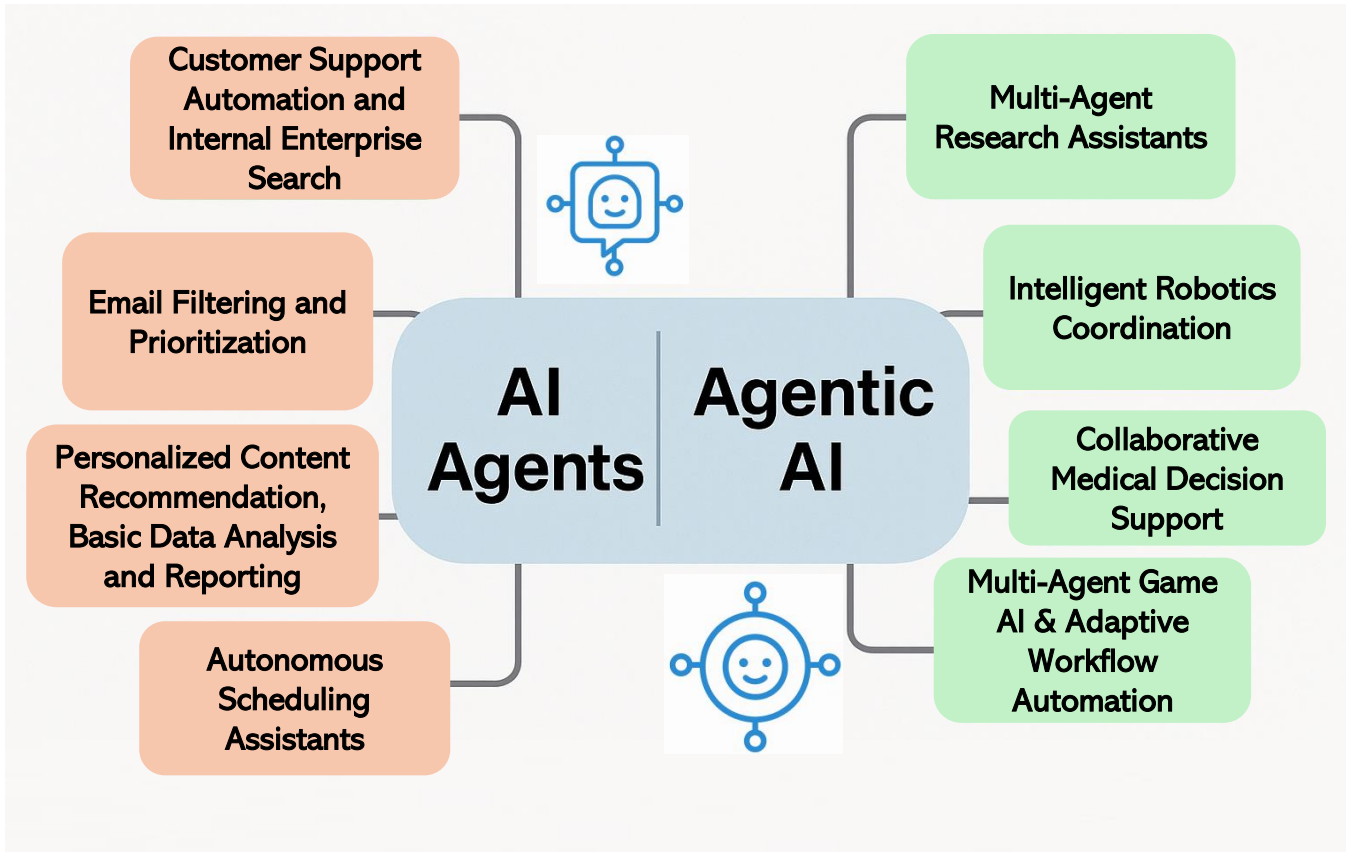 Customer Support
Automation and
Internal Enterprise
Search
Email Filtering and
Prioritization
Personalized Content
Recommendation,
Basic Data Analysis
and Reporting
Autonomous
Scheduling
Assistants
AI
Agents
Agentic
AI
Multi-Agent
Research Assistants
Intelligent Robotics
Coordination
Collaborative
Medical Decision
Support
Multi-Agent Game
AI & Adaptive
Workflow
Automation